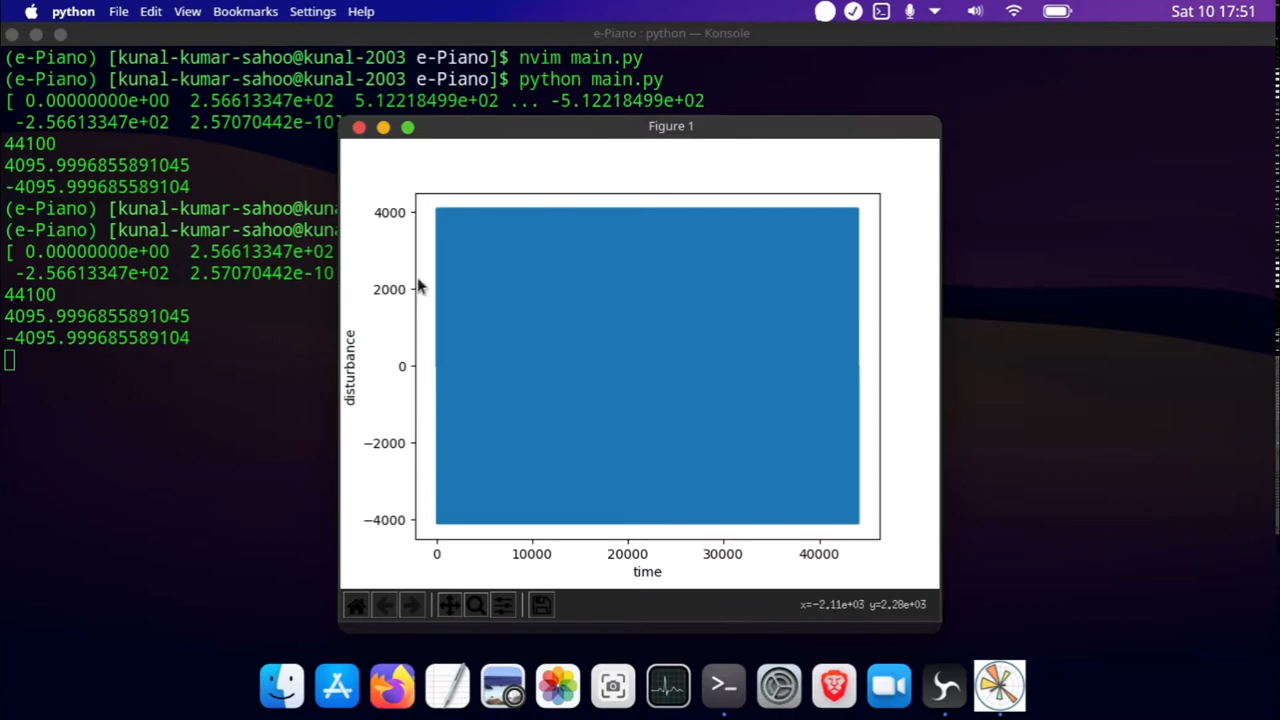 python File Edit View Bookmarks Settings Help Sat 10 17:51
e-Piano : python — Konsole
(e-Piano) [kunal-kumar-sahoo@kunal-2003 e-Piano]$ nvim main.py
(e-Piano) [kunal-kumar-sahoo@kunal-2003 e-Piano]$ python main.py
[ 0.00000000e+00 2.56613347e+02 5.12218499e+02 ... -5.12218499e+02
-2.56613347e+02 2.57070442e-10]
44100
4095.9996855891045
-4095.999685589104
(e-Piano) [kunal-kumar-sahoo@kuna
(e-Piano) [kunal-kumar-sahoo@kuna
[ 0.00000000e+00 2.56613347e+02
-2.56613347e+02 2.57070442e-10
44100
4095.9996855891045
-4095.999685589104
Figure 1
4000
2000
0
−2000
−4000
disturbance
0 10000 20000 30000 40000
time
x=−2.11e+03 y=2.28e+03